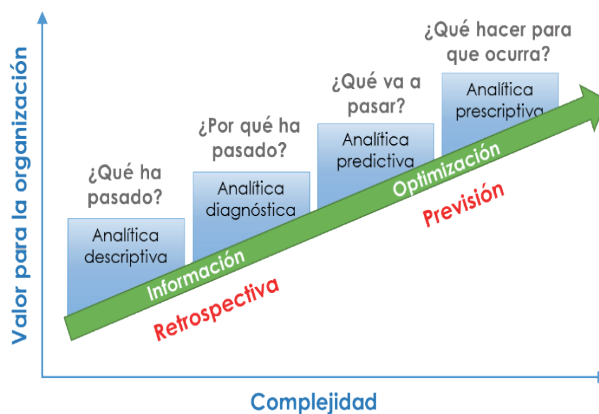 Valor para la organización
¿Qué ha
pasado?
Analítica
descriptiva
¿Por qué ha
pasado?
Analítica
diagnóstica
¿Qué va a
pasar?
Analítica
predictiva
¿Qué hacer para
que ocurra?
Analítica
prescriptiva
Información
Optimización
Retrospectiva
Previsión
Complejidad